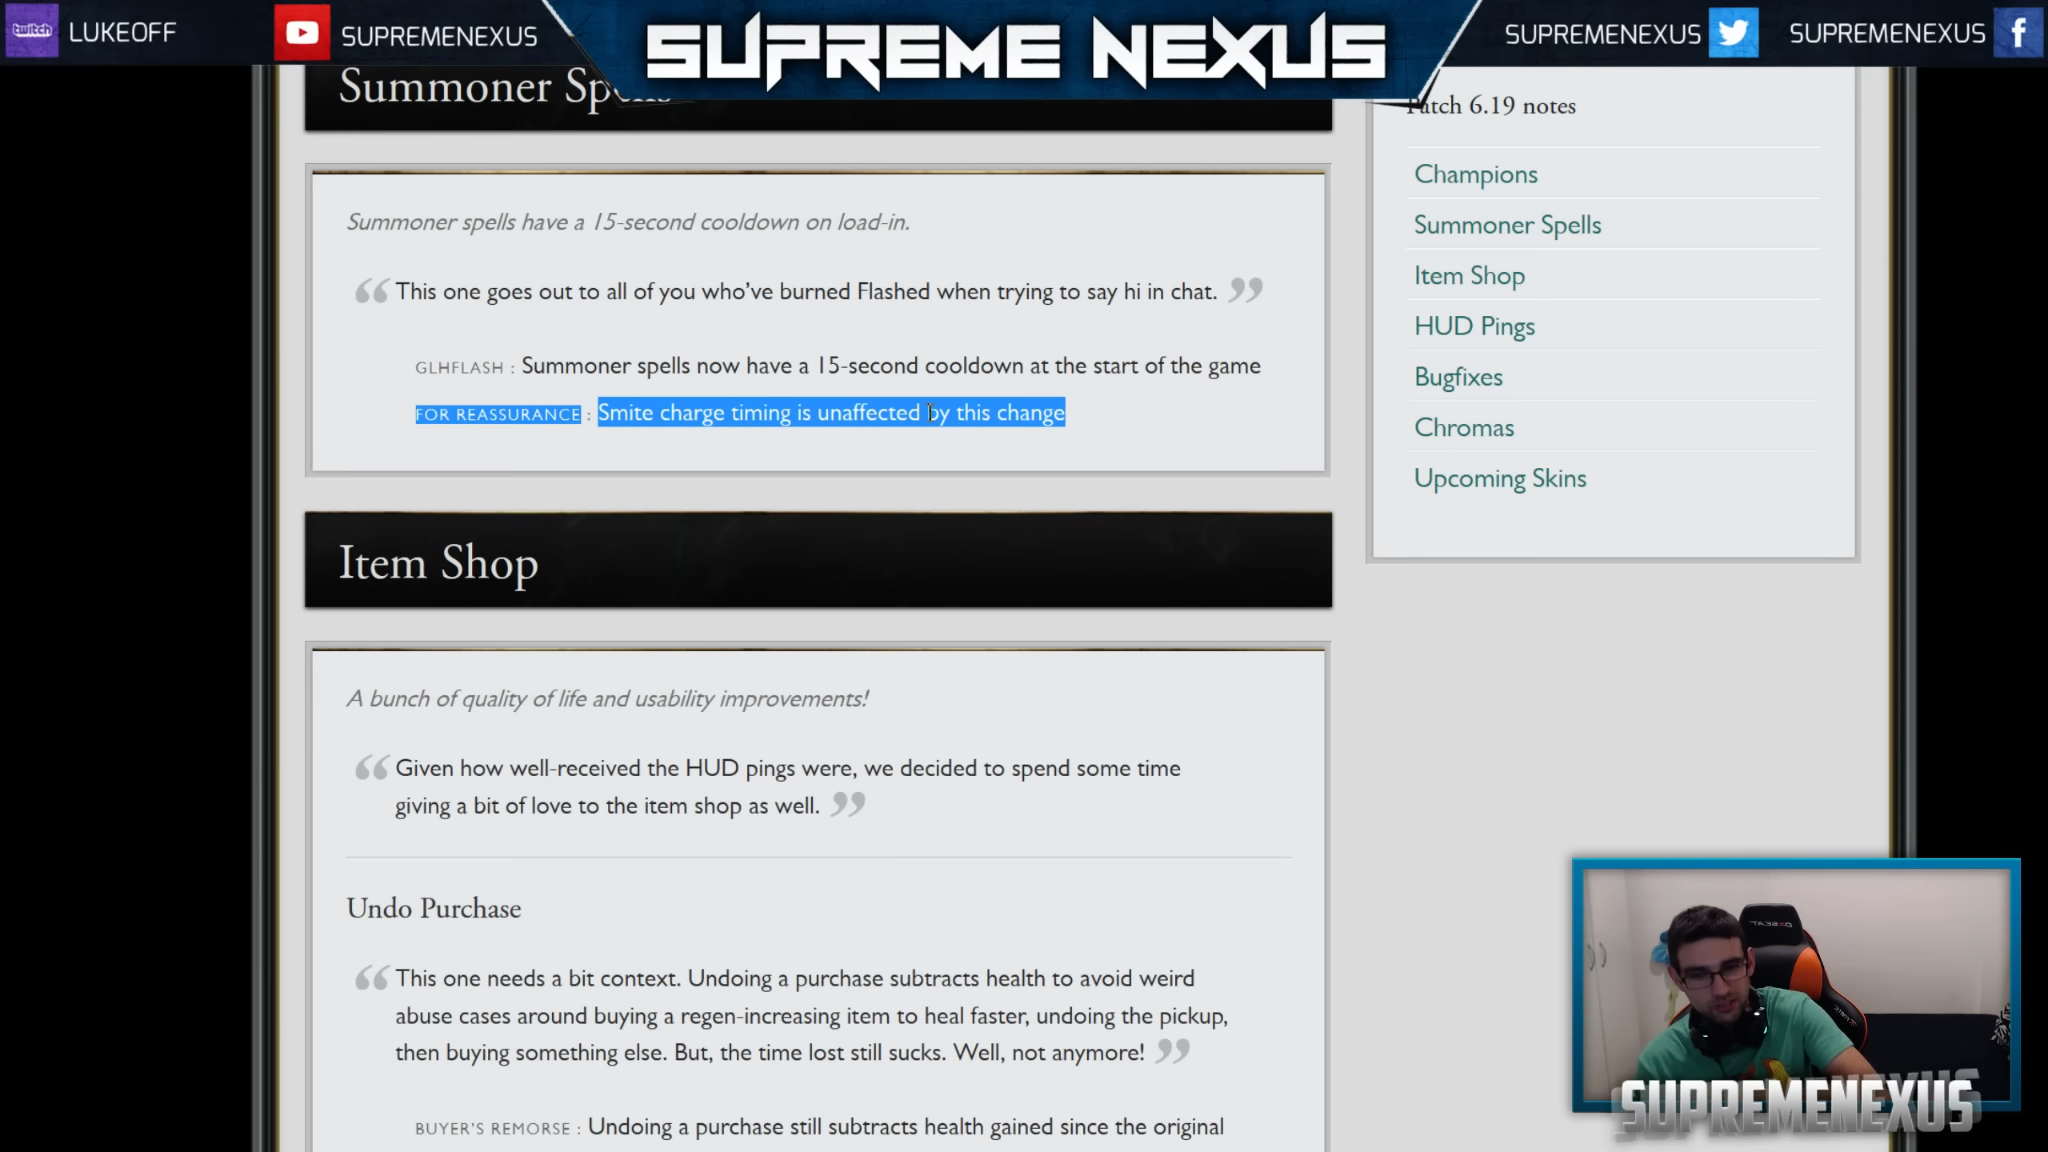 twitch LUKEOFF
SUPREMENEXUS
SUPREME NEXUS
SUPREMENEXUS
SUPREMENEXUS
Summoner Spells
Summoner spells have a 15-second cooldown on load-in.
“ This one goes out to all of you who’ve burned Flashed when trying to say hi in chat. ”
GLHFLASH : Summoner spells now have a 15-second cooldown at the start of the game
FOR REASSURANCE : Smite charge timing is unaffected by this change
Item Shop
A bunch of quality of life and usability improvements!
“ Given how well-received the HUD pings were, we decided to spend some time
giving a bit of love to the item shop as well. ”
Undo Purchase
“ This one needs a bit context. Undoing a purchase subtracts health to avoid weird
abuse cases around buying a regen-increasing item to heal faster, undoing the pickup,
then buying something else. But, the time lost still sucks. Well, not anymore! ”
BUYER’S REMORSE : Undoing a purchase still subtracts health gained since the original
Patch 6.19 notes
Champions
Summoner Spells
Item Shop
HUD Pings
Bugfixes
Chromas
Upcoming Skins
SUPREMENEXUS